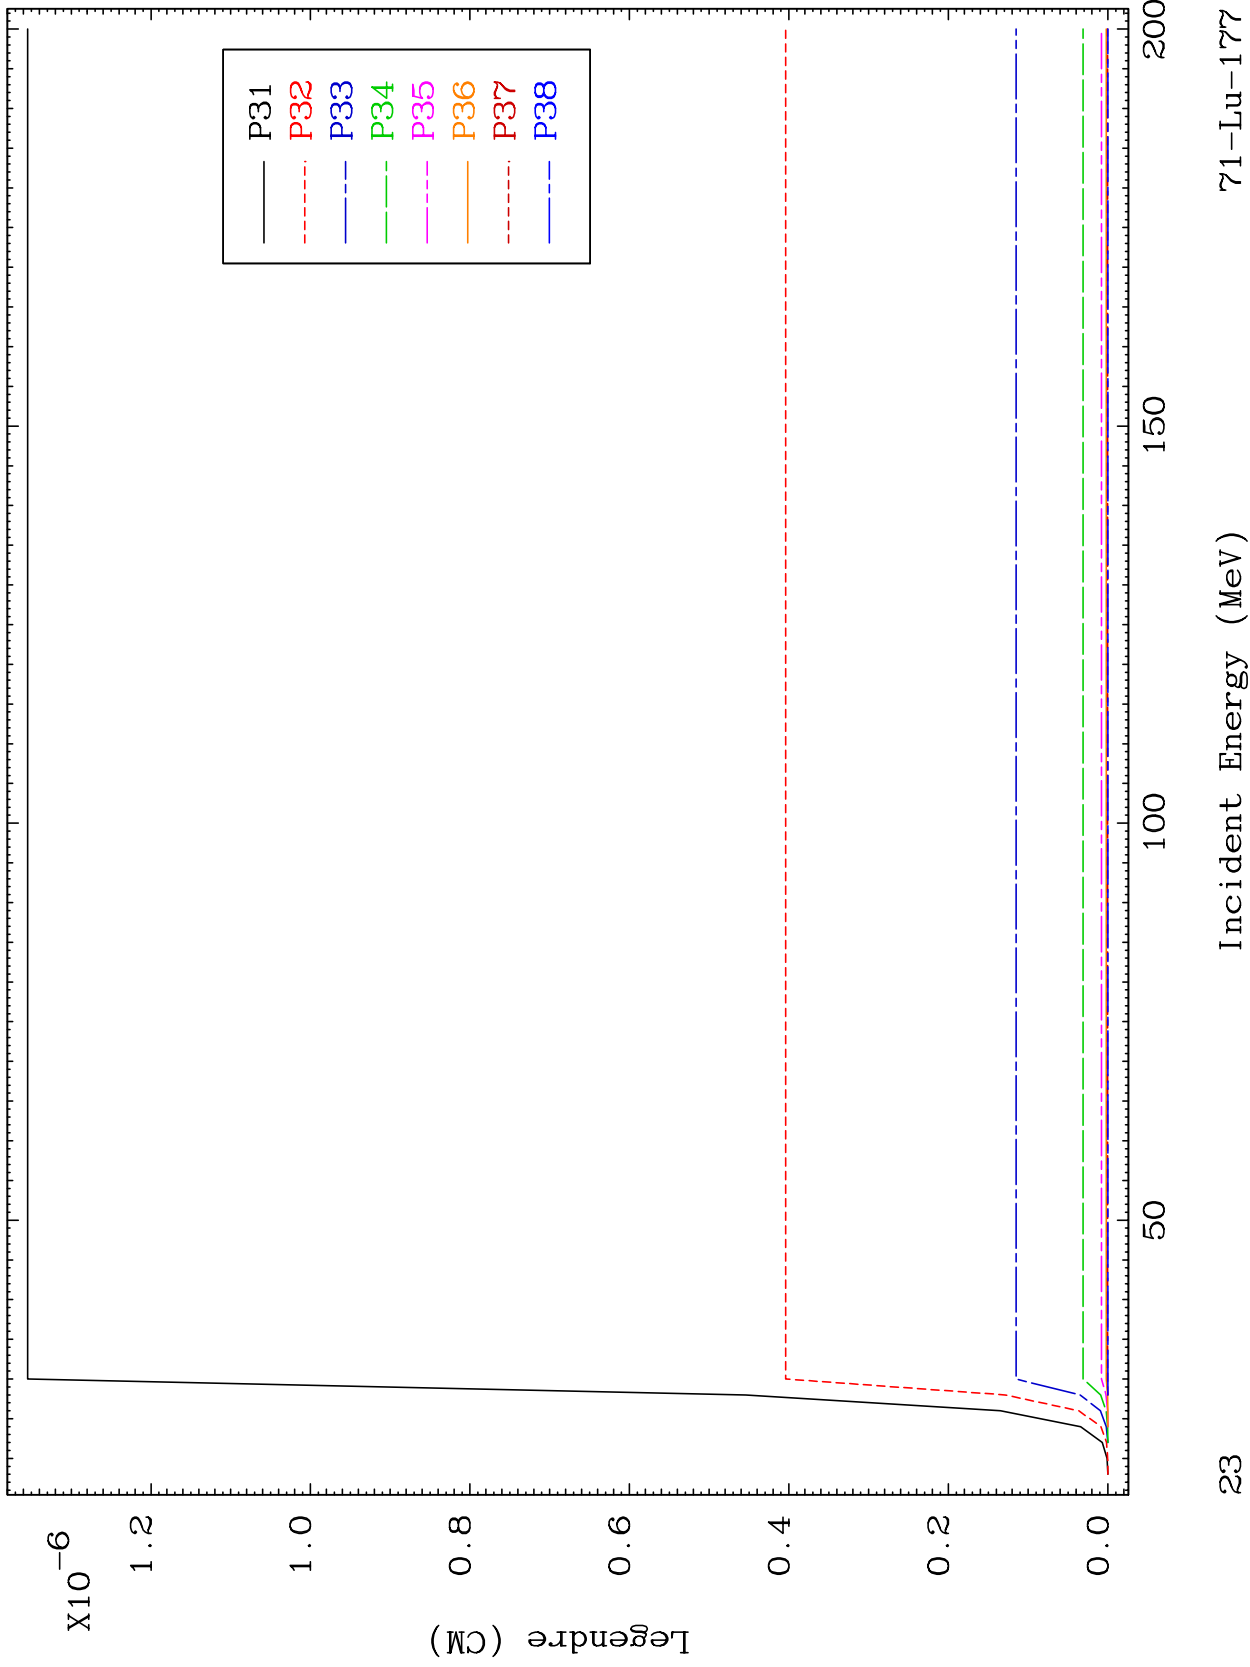 X10-6
Legendre (CM)
1.2
1.0
0.8
0.6
0.4
0.2
0.0
P31
P32
P33
P34
P35
P36
P37
P38
50
100
150
200
23
Incident Energy (MeV)
71-Lu-177